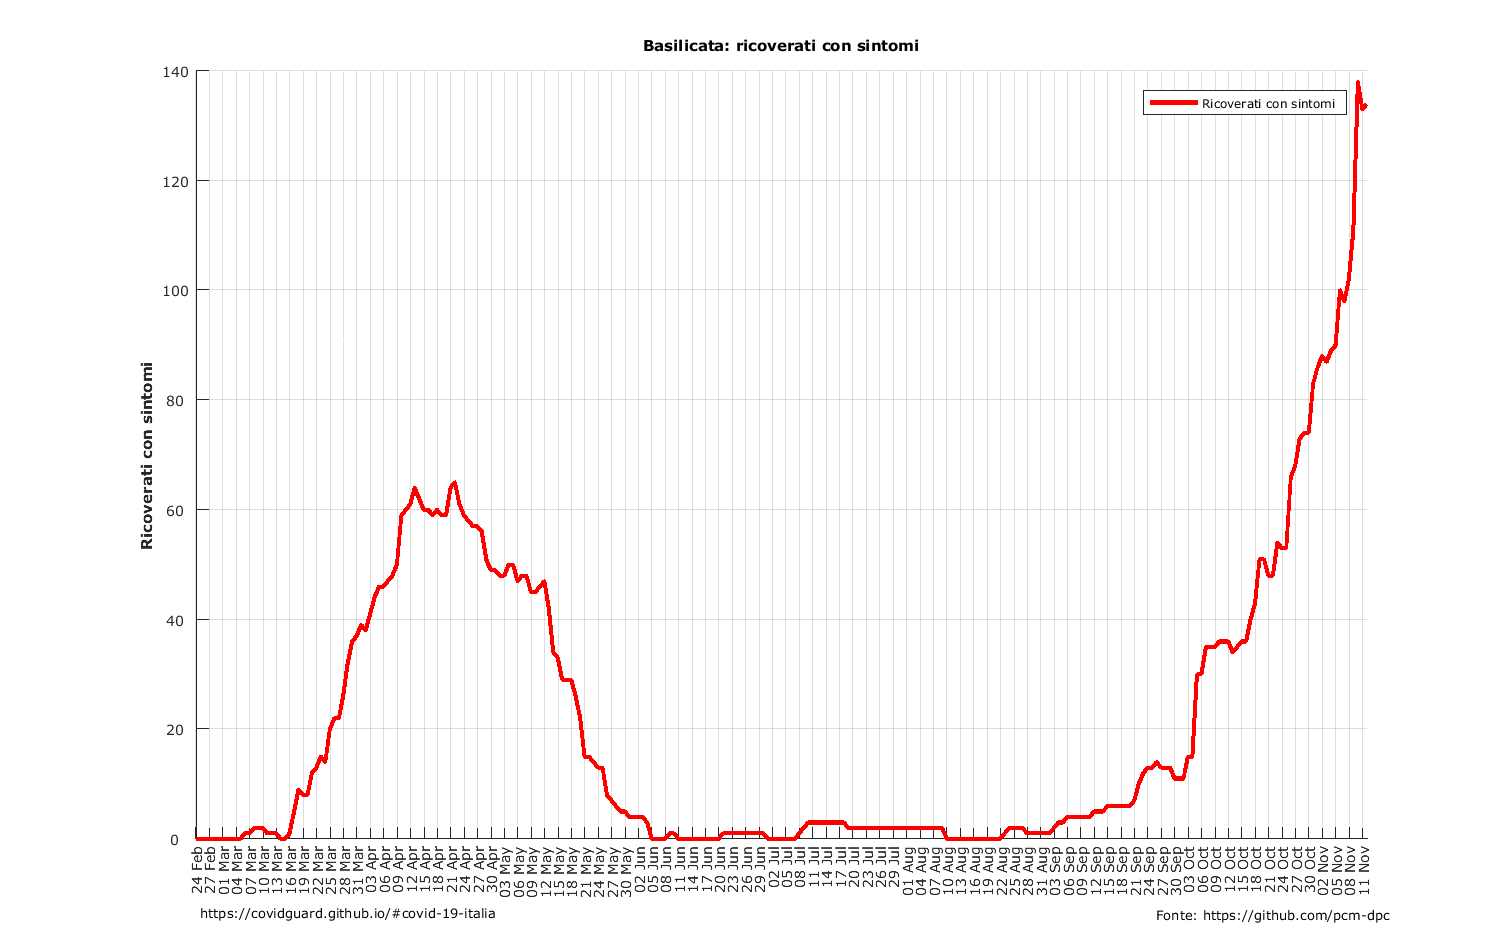 Basilicata: ricoverati con sintomi
Ricoverati con sintomi
Ricoverati con sintomi
140
120
100
80
60
40
20
0
24 Feb
27 Feb
01 Mar
04 Mar
07 Mar
10 Mar
13 Mar
16 Mar
19 Mar
22 Mar
25 Mar
28 Mar
31 Mar
03 Apr
06 Apr
09 Apr
12 Apr
15 Apr
18 Apr
21 Apr
24 Apr
27 Apr
30 Apr
03 May
06 May
09 May
12 May
15 May
18 May
21 May
24 May
27 May
30 May
02 Jun
05 Jun
08 Jun
11 Jun
14 Jun
17 Jun
20 Jun
23 Jun
26 Jun
29 Jun
02 Jul
05 Jul
08 Jul
11 Jul
14 Jul
17 Jul
20 Jul
23 Jul
26 Jul
29 Jul
01 Aug
04 Aug
07 Aug
10 Aug
13 Aug
16 Aug
19 Aug
22 Aug
25 Aug
28 Aug
31 Aug
03 Sep
06 Sep
09 Sep
12 Sep
15 Sep
18 Sep
21 Sep
24 Sep
27 Sep
30 Sep
03 Oct
06 Oct
09 Oct
12 Oct
15 Oct
18 Oct
21 Oct
24 Oct
27 Oct
30 Oct
02 Nov
05 Nov
08 Nov
11 Nov
https://covidguard.github.io/#covid-19-italia
Fonte: https://github.com/pcm-dpc